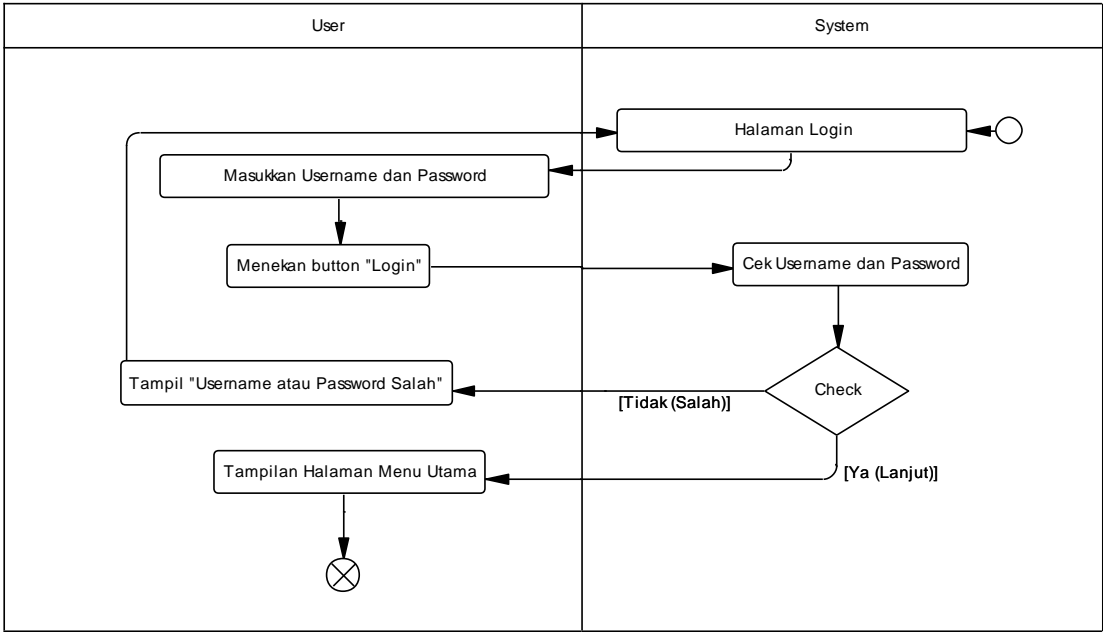 User
System
Halaman Login
Masukkan Username dan Password
Menekan button "Login"
Cek Username dan Password
Check
Tampil "Username atau Password Salah"
[Tidak (Salah)]
[Ya (Lanjut)]
Tampilan Halaman Menu Utama